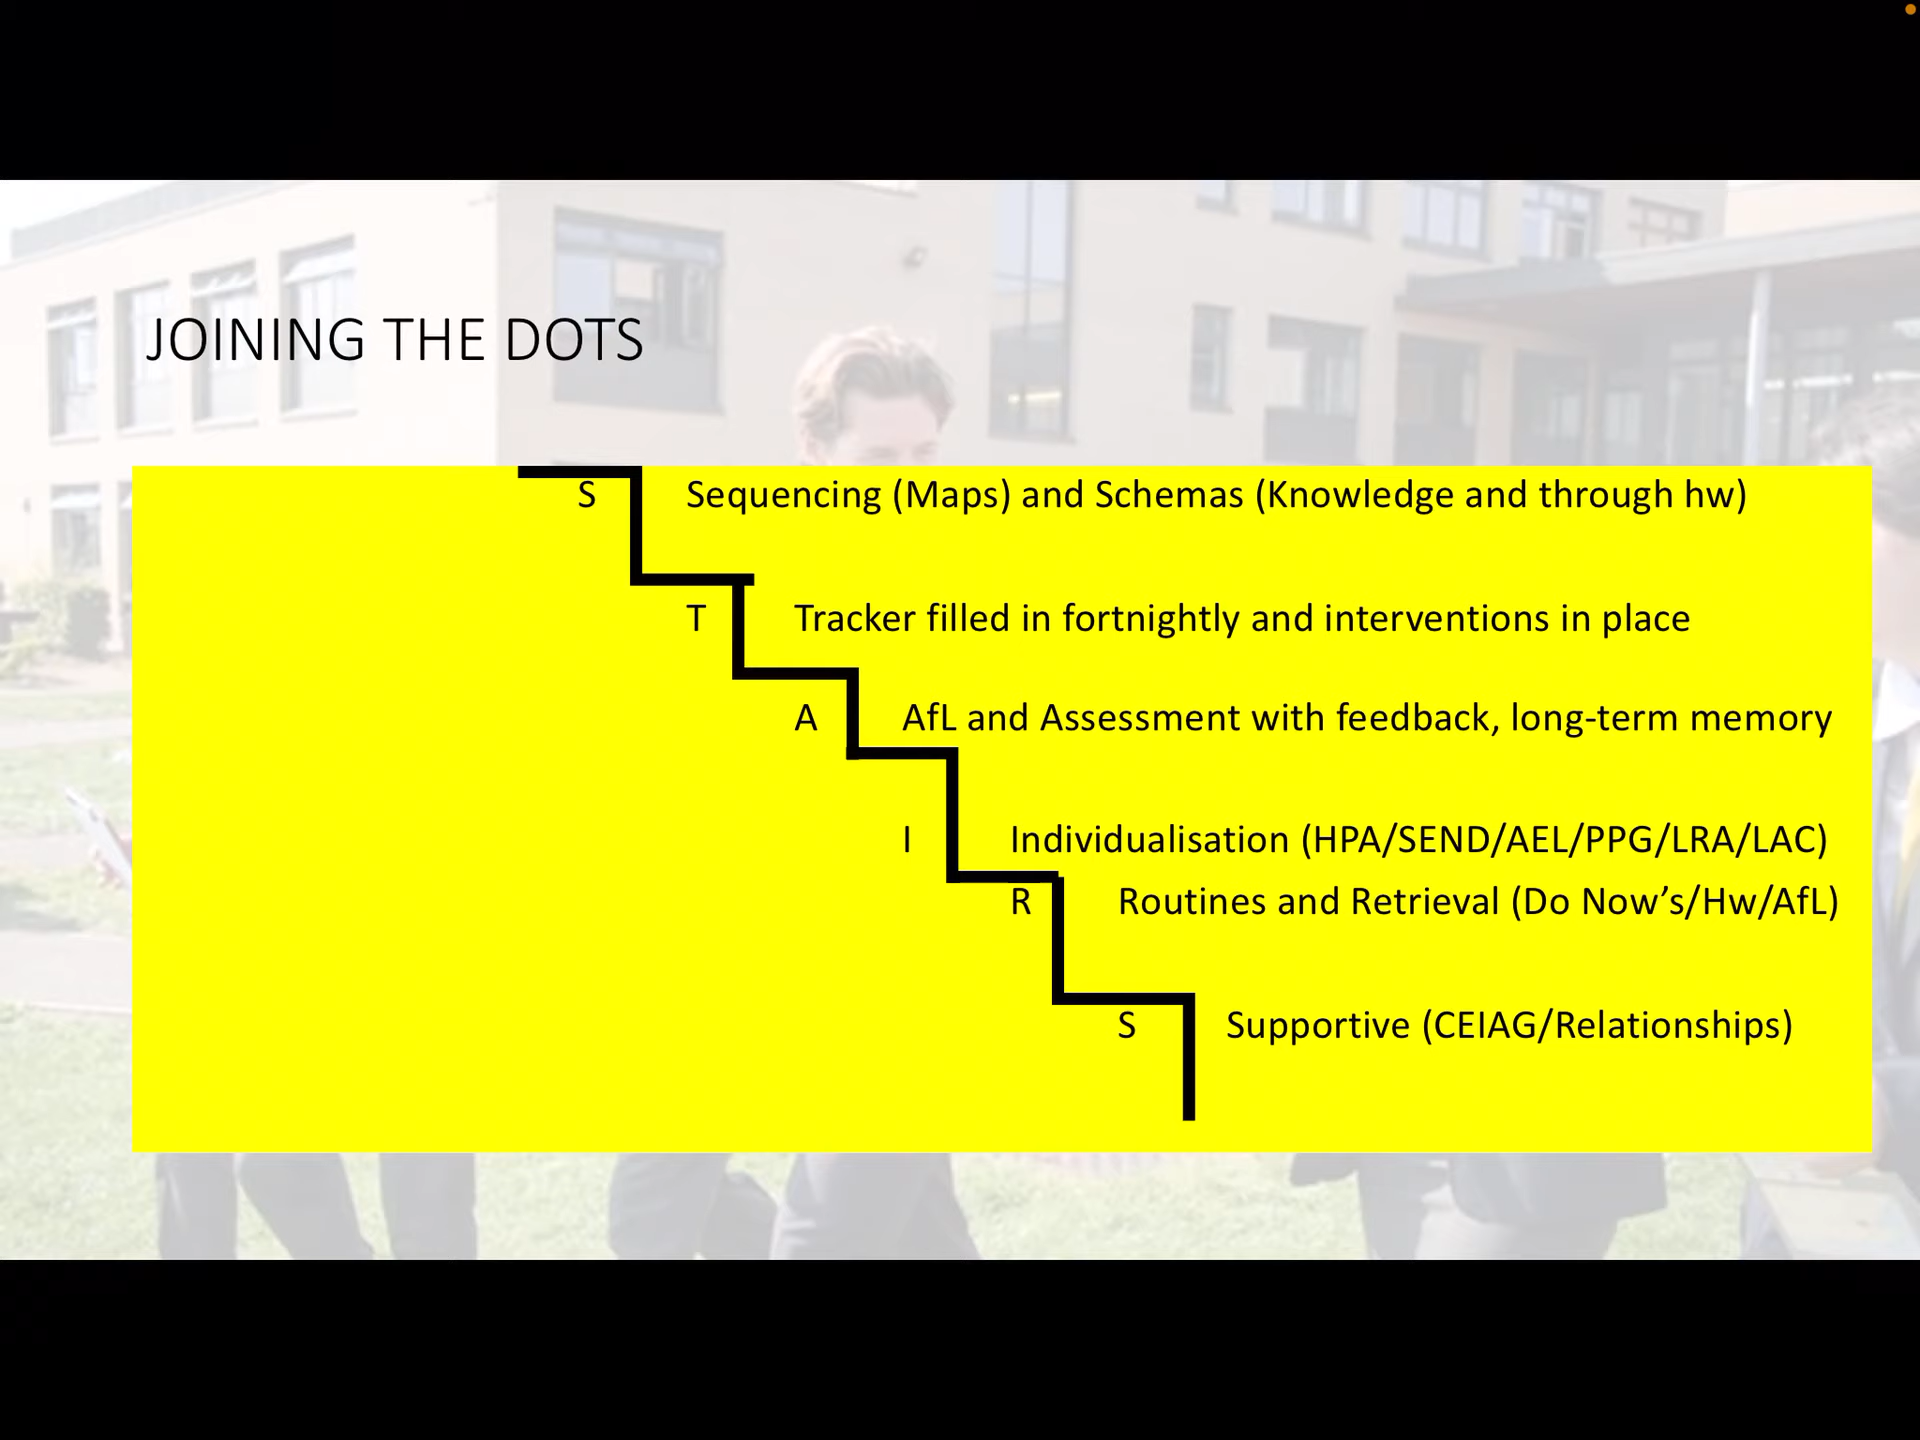 JOINING THE DOTS
S Sequencing (Maps) and Schemas (Knowledge and through hw)
T Tracker filled in fortnightly and interventions in place
A AfL and Assessment with feedback, long-term memory
I Individualisation (HPA/SEND/AEL/PPG/LRA/LAC)
R Routines and Retrieval (Do Now’s/Hw/AfL)
S Supportive (CEIAG/Relationships)